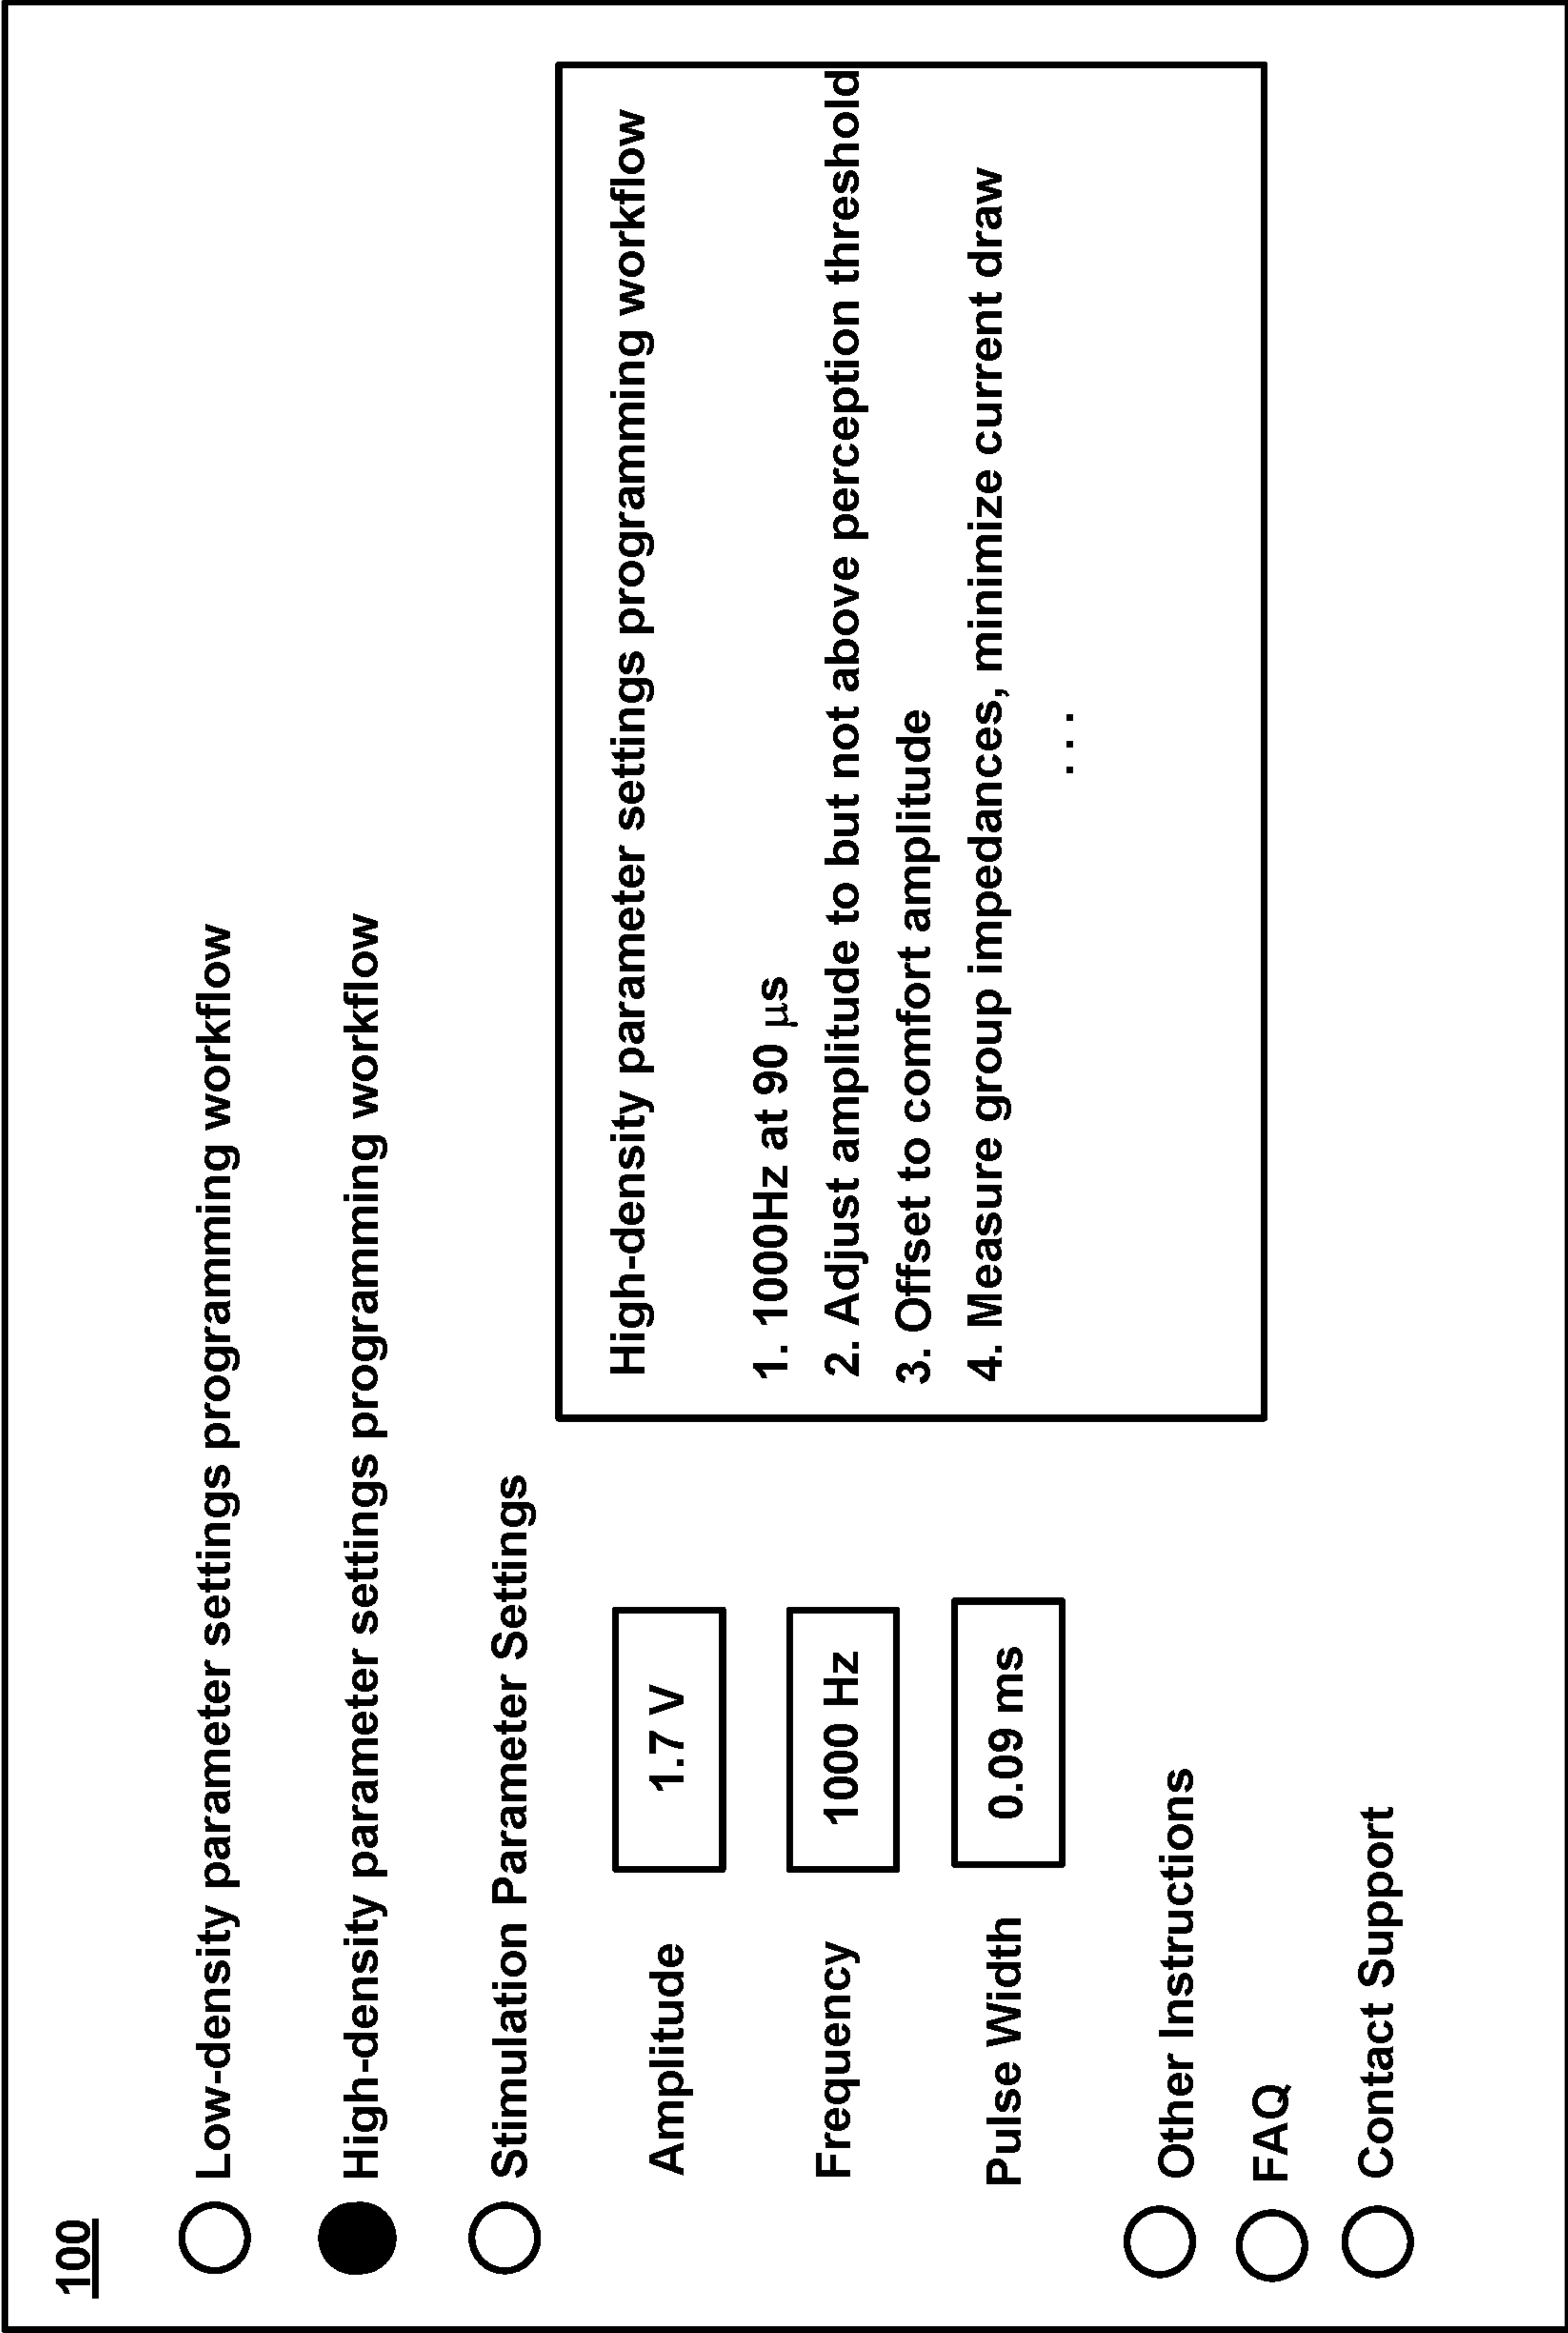 100
Low-density parameter settings programming workflow
High-density parameter settings programming workflow
Stimulation Parameter Settings
Amplitude 1.7 V
Frequency 1000 Hz
Pulse Width 0.09 ms
High-density parameter settings programming workflow
1. 1000Hz at 90 μs
2. Adjust amplitude to but not above perception threshold
3. Offset to comfort amplitude
4. Measure group impedances, minimize current draw
. . .
Other Instructions
FAQ
Contact Support